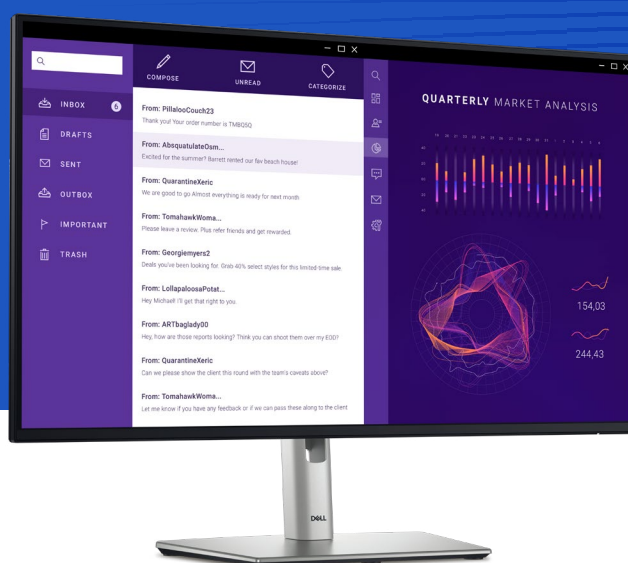 COMPOSE
UNREAD
CATEGORIZE
INBOX 6
DRAFTS
SENT
OUTBOX
IMPORTANT
TRASH
From: PillalooCouch23
Thank you! Your order number is TMBQ5Q
From: AbsquatulateOsm...
Excited for the summer? Barrett rented our fav beach house!
From: QuarantineXeric
We are good to go Almost everything is ready for next month
From: TomahawkWoma...
Please leave a review. Plus refer friends and get rewarded.
From: Georgiemyers2
Deals you've been looking for. Grab 40% select styles for this limited-time sale.
From: LollapaloosaPotat...
Hey Michael! I'll get that right to you.
From: ARTbaglady00
Hey, how are those reports looking? Think you can shoot them over my EOD?
From: QuarantineXeric
Can we please show the client this round with the team's caveats above?
From: TomahawkWoma...
Let me know if you have any feedback or if we can pass these along to the client
QUARTERLY MARKET ANALYSIS
154,03
244,43
DELL